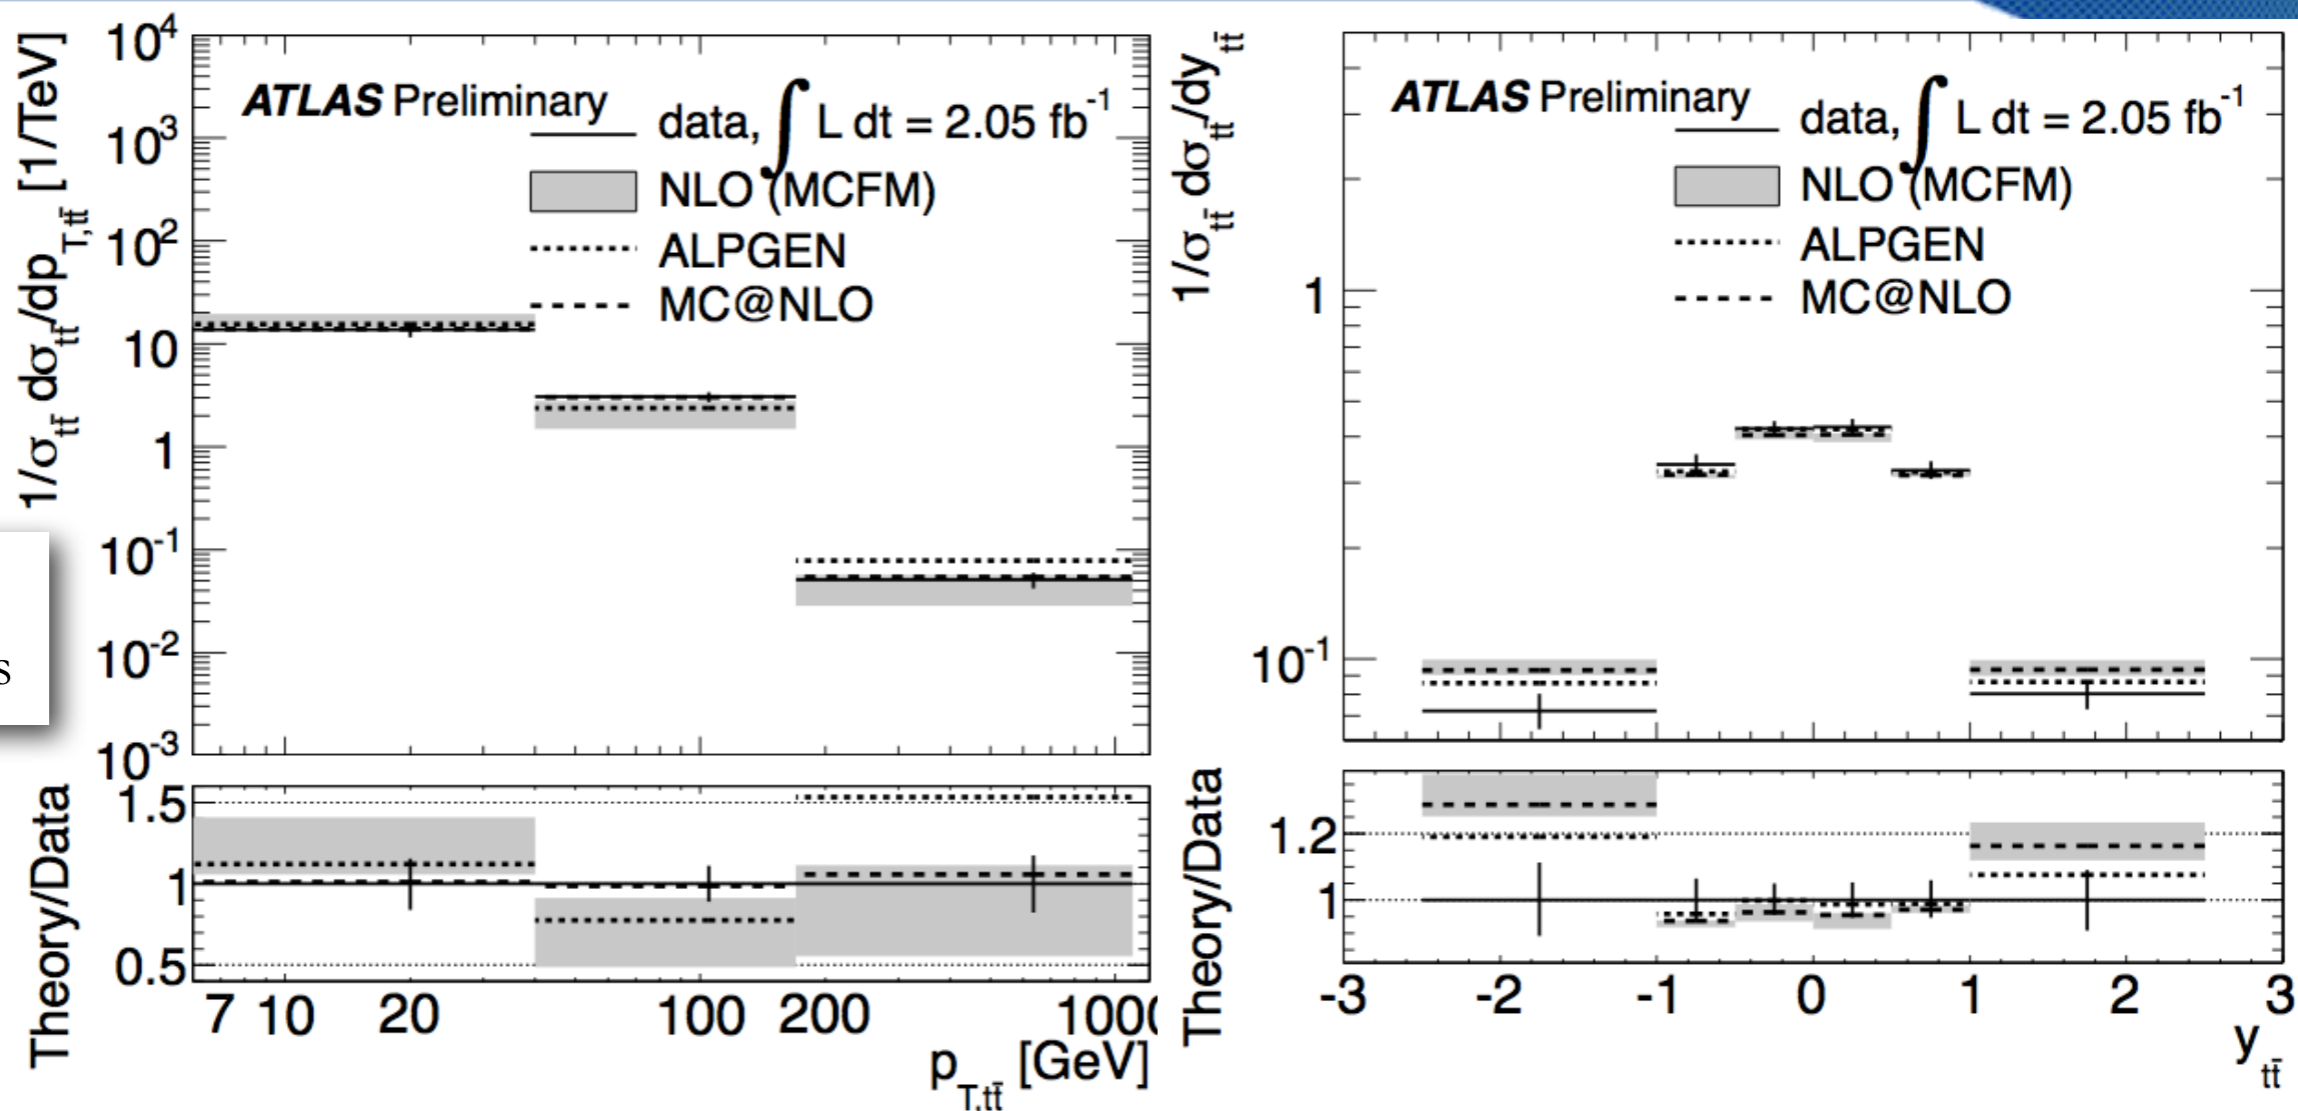 1/σ_tt̄ dσ_tt̄/dp_T,tt̄ [1/TeV]
10⁴
10³
10²
10
1
10⁻¹
10⁻²
10⁻³
ATLAS Preliminary
data, ∫ L dt = 2.05 fb⁻¹
NLO (MCFM)
ALPGEN
MC@NLO
s
Theory/Data
1.5
1
0.5
7 10 20 100 200
p_T,tt̄ [GeV]
1/σ_tt̄ dσ_tt̄/dy_tt̄
1
10⁻¹
ATLAS Preliminary
data, ∫ L dt = 2.05 fb⁻¹
NLO (MCFM)
ALPGEN
MC@NLO
Theory/Data
1.2
1
-3 -2 -1 0 1 2 3
y_tt̄